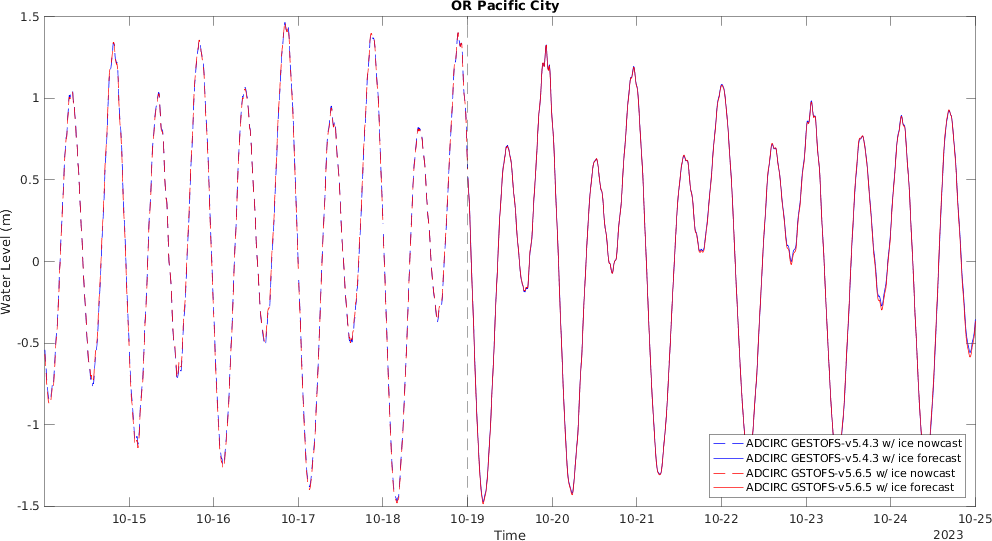 OR Pacific City
1.5
1
0.5
0
-0.5
-1
-1.5
Water Level (m)
ADCIRC GESTOFS-v5.4.3 w/ ice nowcast
ADCIRC GESTOFS-v5.4.3 w/ ice forecast
ADCIRC GSTOFS-v5.6.5 w/ ice nowcast
ADCIRC GSTOFS-v5.6.5 w/ ice forecast
10-15 10-16 10-17 10-18 10-19 10-20 10-21 10-22 10-23 10-24 10-25
Time
2023